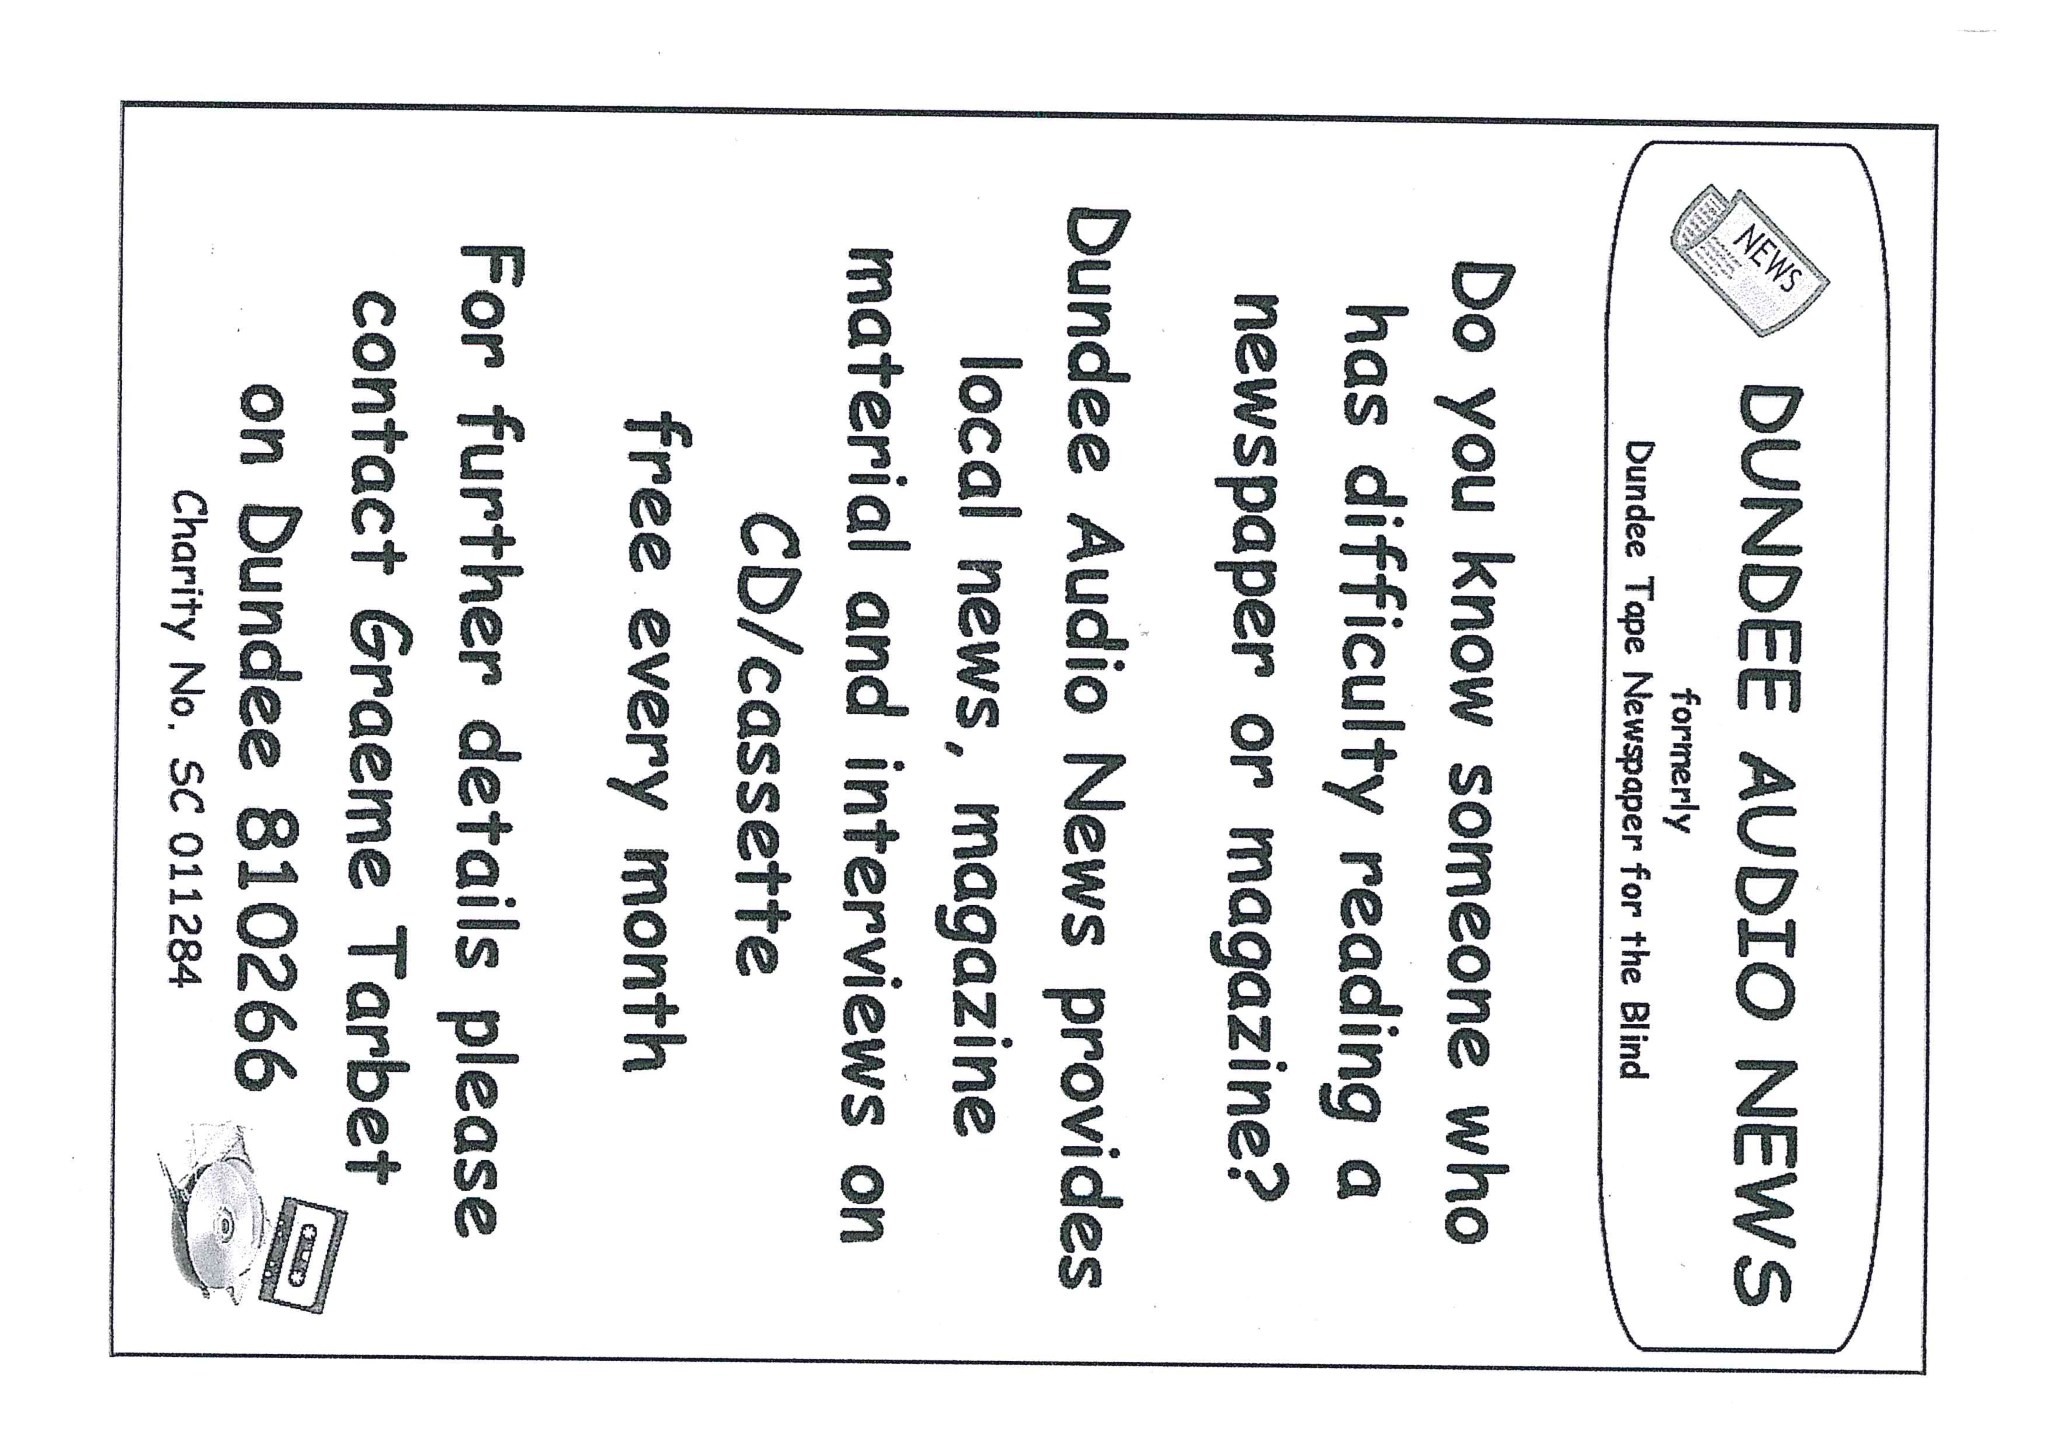 NEWS
DUNDEE AUDIO NEWS
formerly
Dundee Tape Newspaper for the Blind
Do you know someone who
has difficulty reading a
newspaper or magazine?
Dundee Audio News provides
local news, magazine
material and interviews on
CD/cassette
free every month
For further details please
contact Graeme Tarbet
on Dundee 810266
Charity No. SC 011284